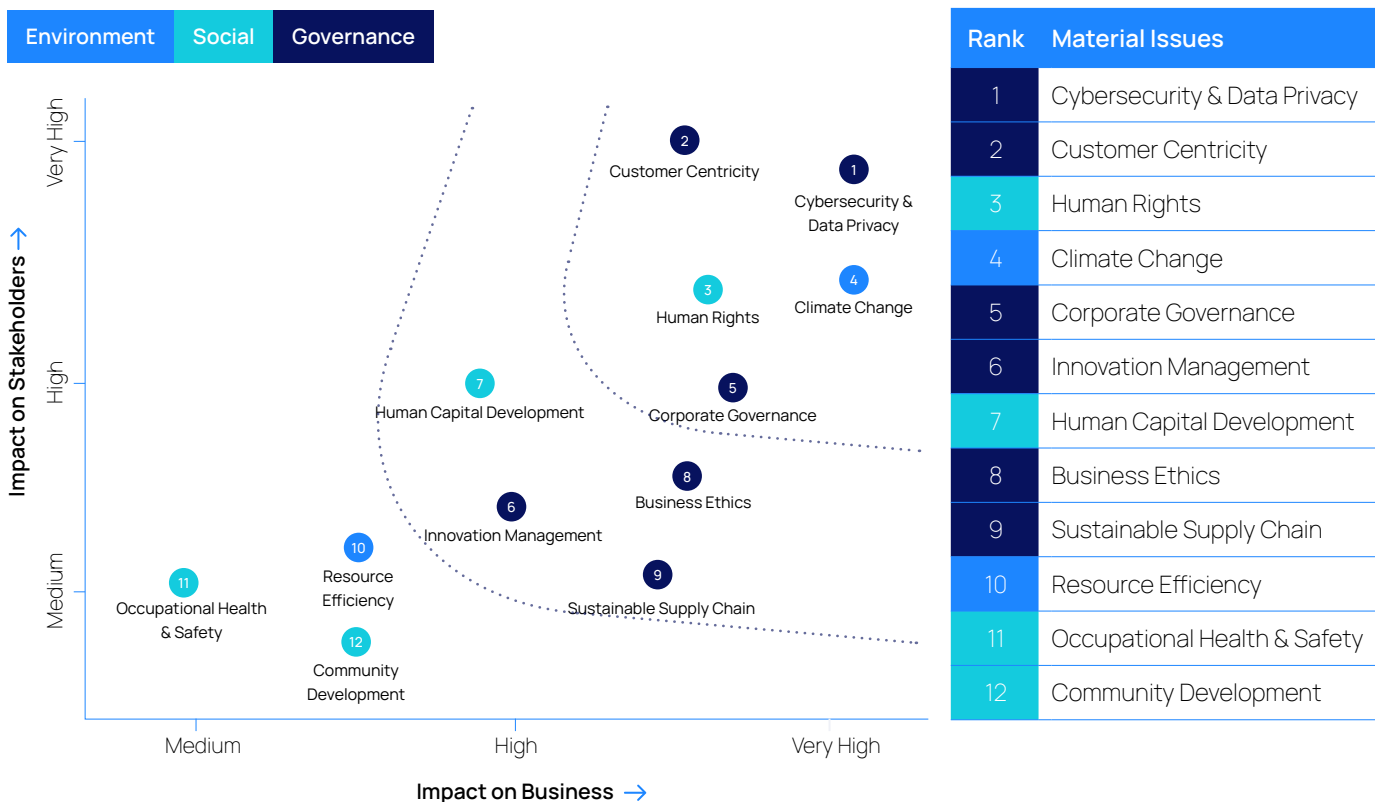 Environment Social Governance
Very High
High
Medium
Impact on Stakeholders →
2
Customer Centricity
1
Cybersecurity &
Data Privacy
3
Human Rights
4
Climate Change
7
Human Capital Development
5
Corporate Governance
8
Business Ethics
6
Innovation Management
10
Resource
Efficiency
9
Sustainable Supply Chain
11
Occupational Health
& Safety
12
Community
Development
Medium High Very High
Impact on Business →
Rank Material Issues
1 Cybersecurity & Data Privacy
2 Customer Centricity
3 Human Rights
4 Climate Change
5 Corporate Governance
6 Innovation Management
7 Human Capital Development
8 Business Ethics
9 Sustainable Supply Chain
10 Resource Efficiency
11 Occupational Health & Safety
12 Community Development